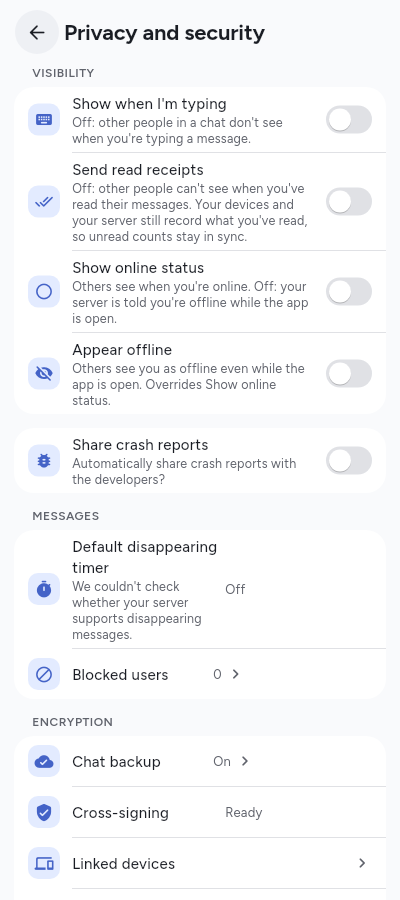 Privacy and security
VISIBILITY
Show when I'm typing
Off: other people in a chat don't see
when you're typing a message.
Send read receipts
Off: other people can't see when you've
read their messages. Your devices and
your server still record what you've read,
so unread counts stay in sync.
Show online status
Others see when you're online. Off: your
server is told you're offline while the app
is open.
Appear offline
Others see you as offline even while the
app is open. Overrides Show online
status.
Share crash reports
Automatically share crash reports with
the developers?
MESSAGES
Default disappearing
timer
We couldn't check
whether your server
supports disappearing
messages.
Off
Blocked users
0
ENCRYPTION
Chat backup
On
Cross-signing
Ready
Linked devices